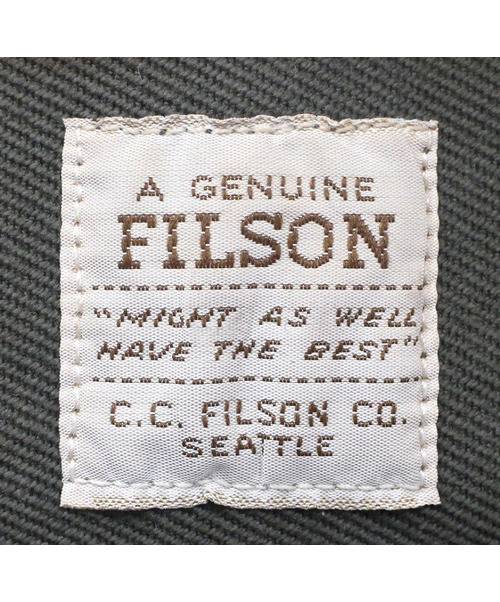 A GENUINE
FILSON
"MIGHT AS WELL
HAVE THE BEST"
C.C. FILSON CO.
SEATTLE